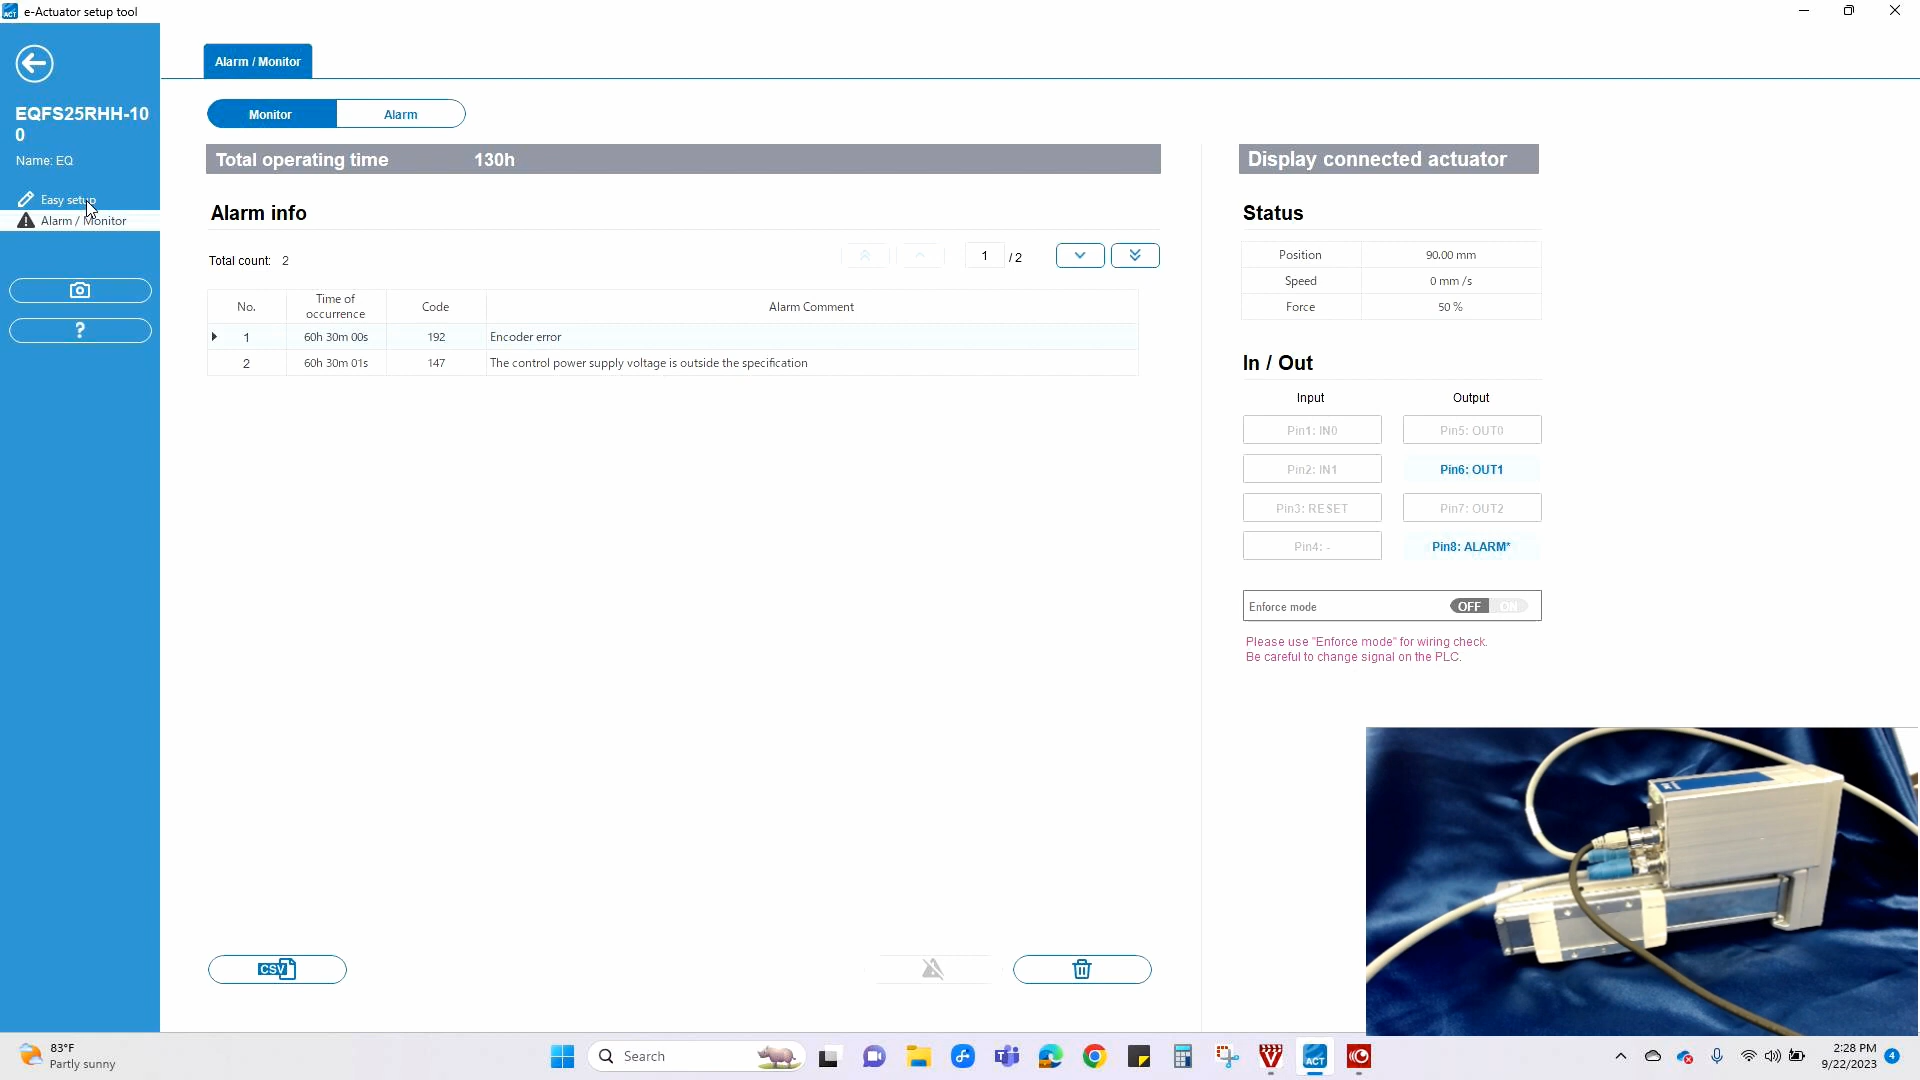 e-Actuator setup tool
EQFS25RHH-10
0
Name: EQ
Easy setup
Alarm / Monitor
?
Alarm / Monitor
Monitor
Alarm
Total operating time 130h
Alarm info
Total count: 2
1 / 2
No. Time of occurrence Code Alarm Comment
1 60h 30m 00s 192 Encoder error
2 60h 30m 01s 147 The control power supply voltage is outside the specification
CSV
Display connected actuator
Status
Position 90.00 mm
Speed 0 mm /s
Force 50 %
In / Out
Input Output
Pin1: IN0 Pin5: OUT0
Pin2: IN1 Pin6: OUT1
Pin3: RESET Pin7: OUT2
Pin4: - Pin8: ALARM*
Enforce mode OFF ON
Please use "Enforce mode" for wiring check.
Be careful to change signal on the PLC.
83°F
Partly sunny
Search
ACT
2:28 PM
9/22/2023
4